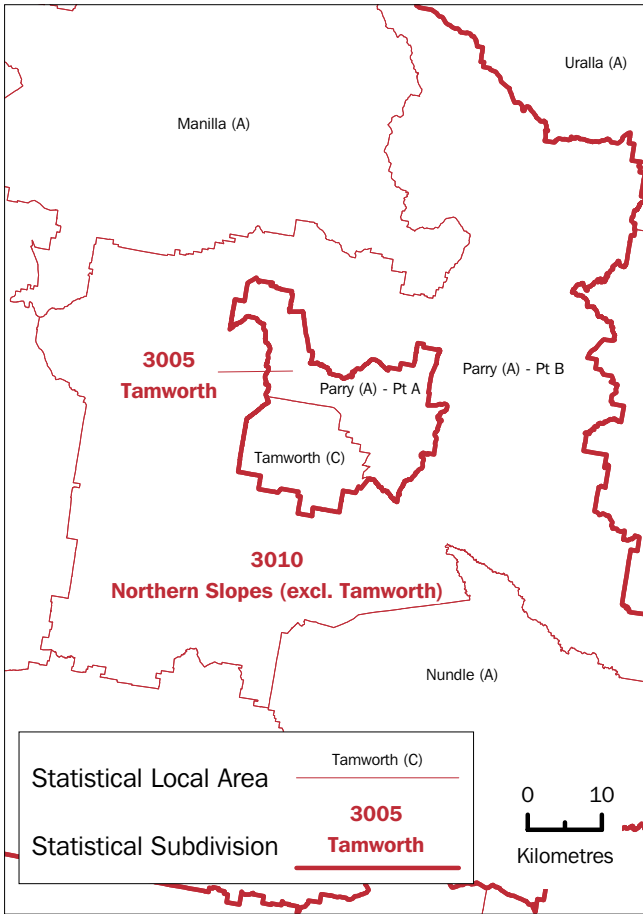 Uralla (A)
Manilla (A)
3005
Tamworth
Parry (A) - Pt B
Parry (A) - Pt A
Tamworth (C)
3010
Northern Slopes (excl. Tamworth)
Nundle (A)
Statistical Local Area
Tamworth (C)
Statistical Subdivision
3005
Tamworth
0 10
Kilometres